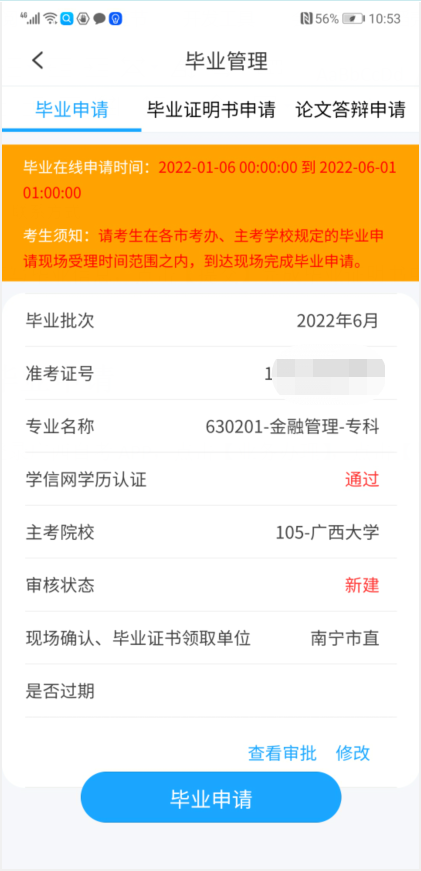 46 56% 10:53
毕业管理
毕业申请 毕业证明书申请 论文答辩申请
毕业在线申请时间：2022-01-06 00:00:00 到 2022-06-01
01:00:00
考生须知：请考生在各市考办、主考学校规定的毕业申
请现场受理时间范围之内，到达现场完成毕业申请。
毕业批次 2022年6月
准考证号 1
专业名称 630201-金融管理-专科
学信网学历认证 通过
主考院校 105-广西大学
审核状态 新建
现场确认、毕业证书领取单位 南宁市直
是否过期
查看审批 修改
毕业申请